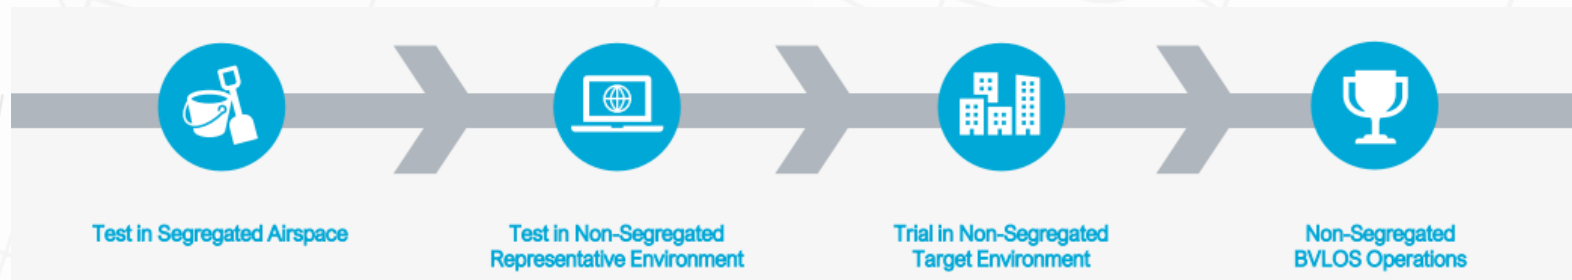 Test in Segregated Airspace
Test in Non-Segregated
Representative Environment
Trial in Non-Segregated
Target Environment
Non-Segregated
BVLOS Operations